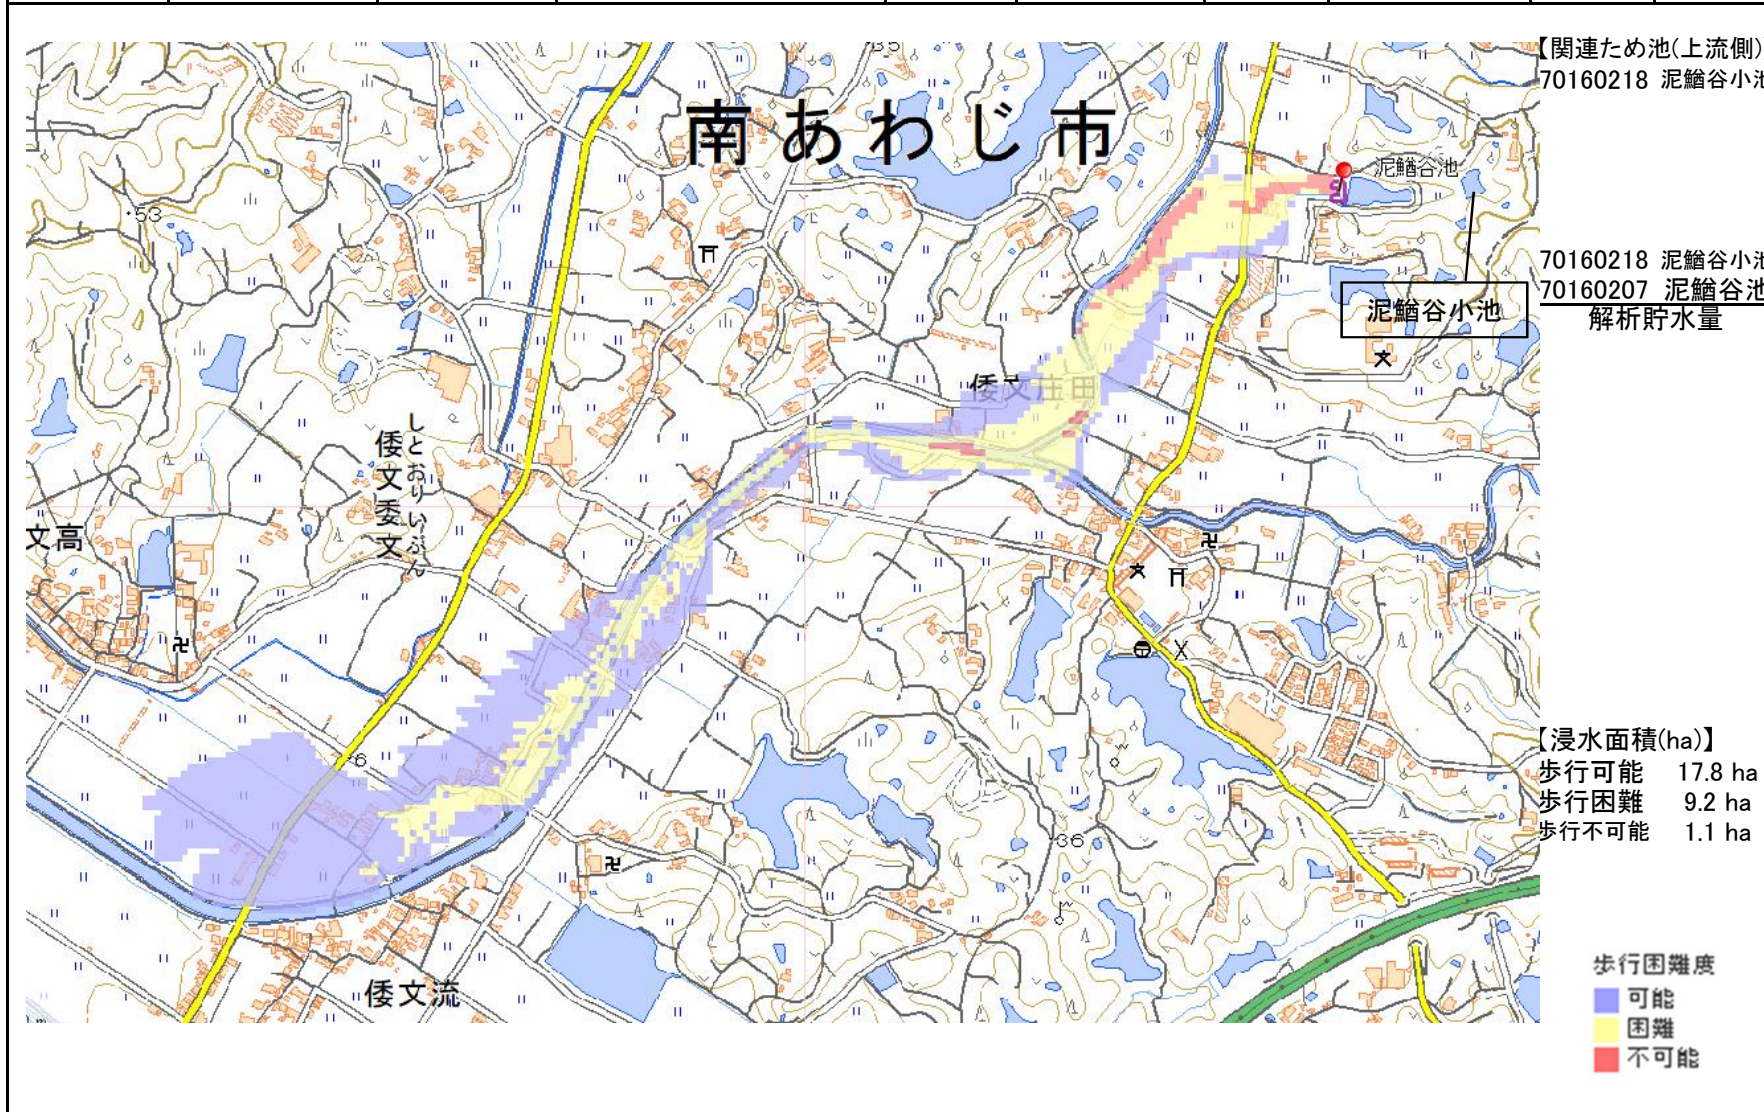 【関連ため池(上流側)
70160218 泥鰌谷小池
南あわじ市
35
泥鰌谷池
53
70160218 泥鰌谷小池
70160207 泥鰌谷池
解析貯水量
泥鰌谷小池
倭文庄田
しとおりいぶん
倭文委文
文高
【浸水面積(ha)】
歩行可能 17.8 ha
歩行困難 9.2 ha
歩行不可能 1.1 ha
6
36
倭文流
歩行困難度
可能
困難
不可能